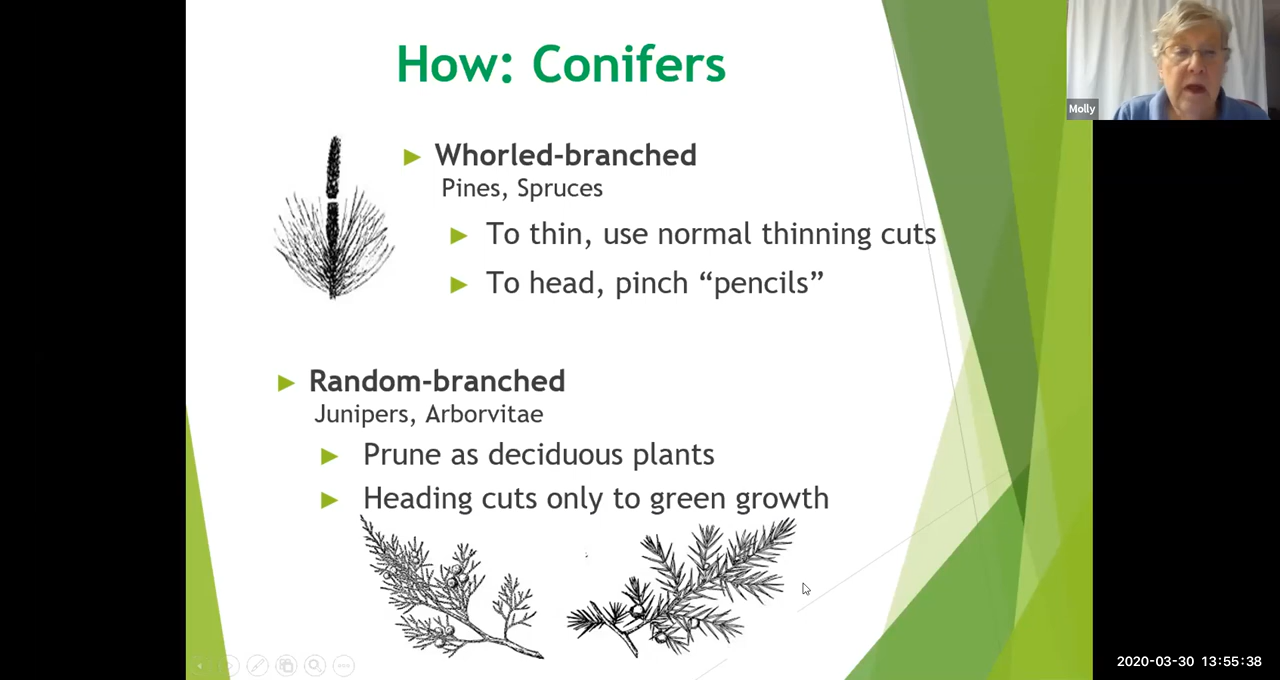 How: Conifers
Molly
Whorled-branched
Pines, Spruces
To thin, use normal thinning cuts
To head, pinch “pencils”
Random-branched
Junipers, Arborvitae
Prune as deciduous plants
Heading cuts only to green growth
2020-03-30 13:55:38